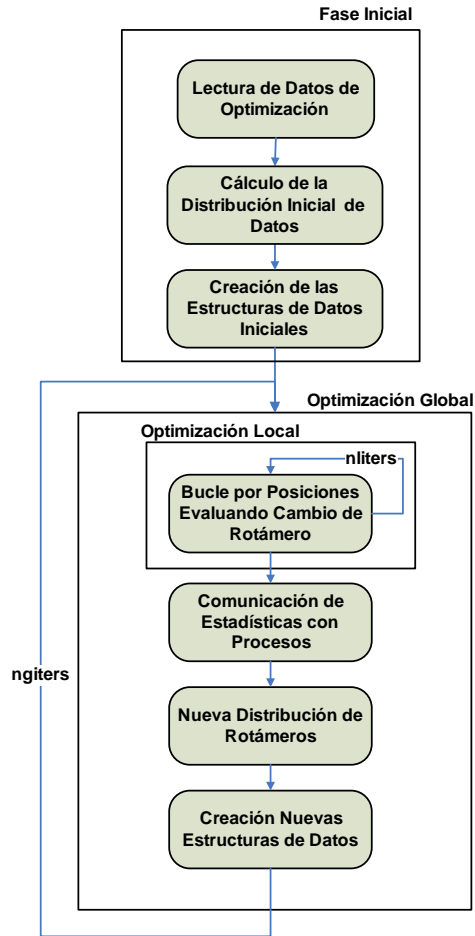 Fase Inicial
Lectura de Datos de
Optimización
Cálculo de la
Distribución Inicial de
Datos
Creación de las
Estructuras de Datos
Iniciales
Optimización Global
Optimización Local
nliters
Bucle por Posiciones
Evaluando Cambio de
Rotámero
Comunicación de
Estadísticas con
Procesos
ngiters
Nueva Distribución de
Rotámeros
Creación Nuevas
Estructuras de Datos